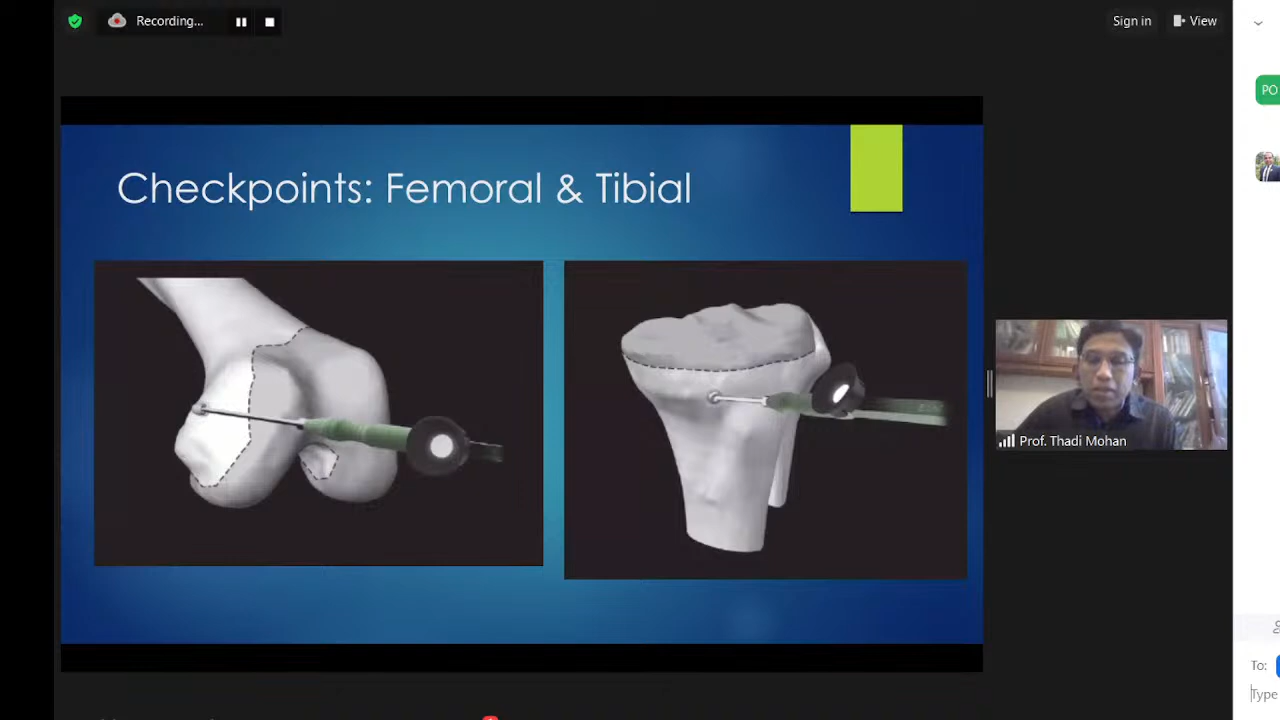 Recording...
Sign in
View
PO
Checkpoints: Femoral & Tibial
Prof. Thadi Mohan
To:
Type